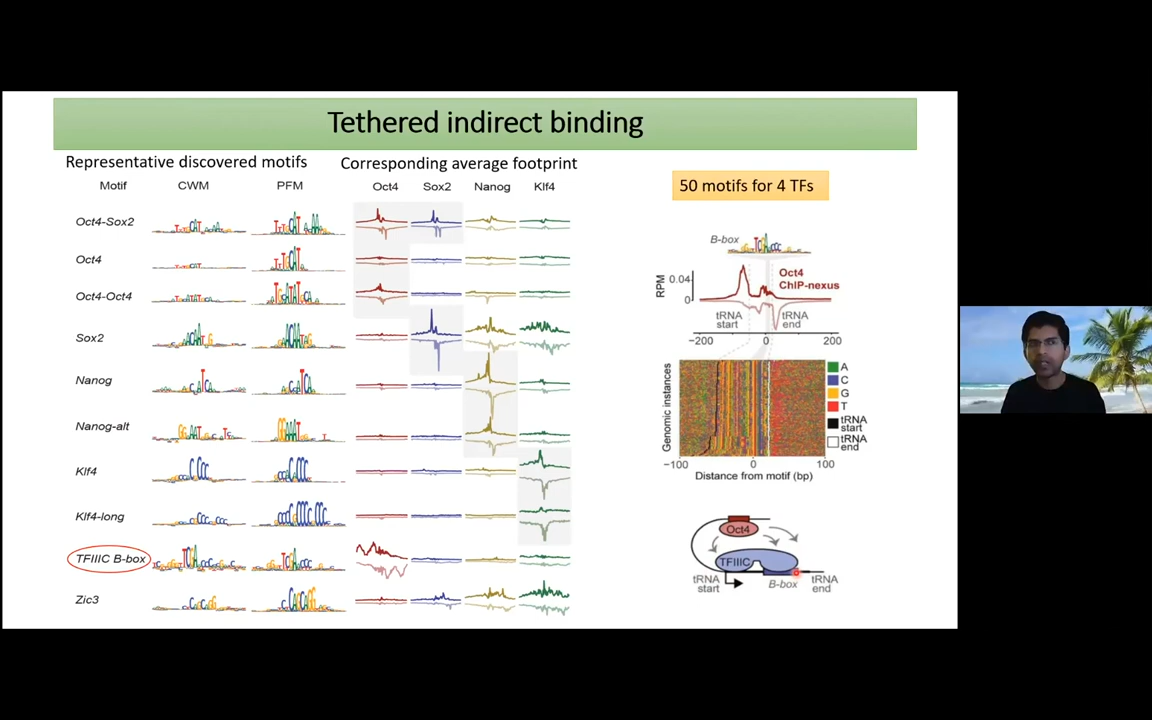 Tethered indirect binding
Representative discovered motifs
Corresponding average footprint
Motif CWM PFM Oct4 Sox2 Nanog Klf4
Oct4-Sox2
Oct4
Oct4-Oct4
Sox2
Nanog
Nanog-alt
Klf4
Klf4-long
TFIIIC B-box
Zic3
50 motifs for 4 TFs
B-box
RPM
0.04
0
Oct4
ChIP-nexus
tRNA
start
tRNA
end
−200 0 200
Genomic instances
A
C
G
T
tRNA
start
tRNA
end
−100 0 100
Distance from motif (bp)
Oct4
TFIIIC
tRNA
start
B-box
tRNA
end